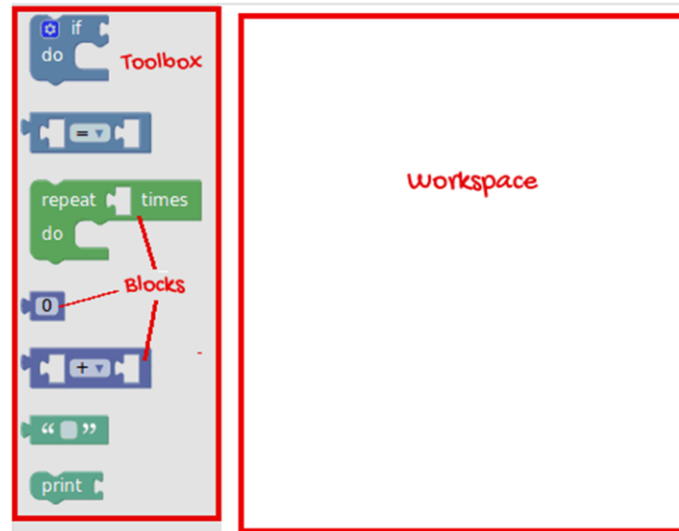 if
do
Toolbox
=
repeat times
do
Workspace
Blocks
0
+
“ ”
print